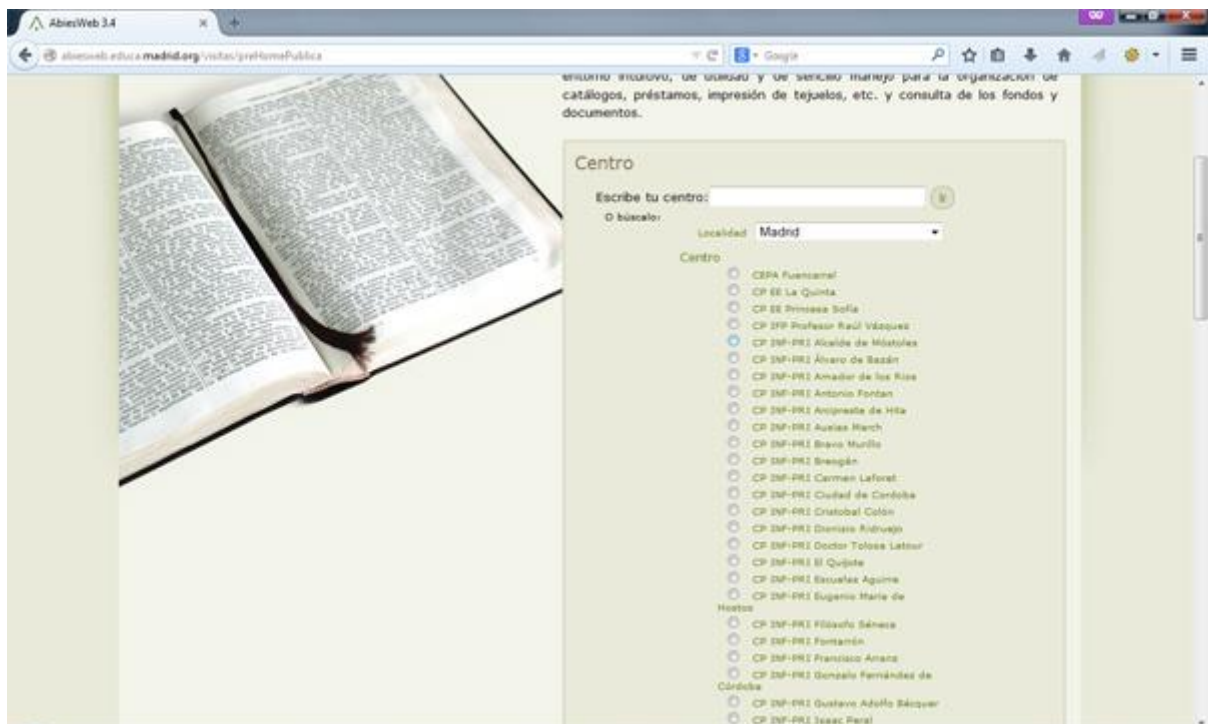 AbiesWeb 3.4
abiesweb.educa.madrid.org/visitas/preHomePublica
Google
entorno intuitivo, de utilidad y de sencillo manejo para la organización de
catálogos, préstamos, impresión de tejuelos, etc. y consulta de los fondos y
documentos.
Centro
Escribe tu centro:
Ir
O búscalo:
Localidad Madrid
Centro
CEPA Fuencarral
CP EE La Quinta
CP EE Princesa Sofía
CP IFP Profesor Raúl Vázquez
CP INF-PRI Alcalde de Móstoles
CP INF-PRI Álvaro de Bazán
CP INF-PRI Amador de los Rios
CP INF-PRI Antonio Fontan
CP INF-PRI Arcipreste de Hita
CP INF-PRI Ausias March
CP INF-PRI Bravo Murillo
CP INF-PRI Breogán
CP INF-PRI Carmen Laforet
CP INF-PRI Ciudad de Cordoba
CP INF-PRI Cristobal Colón
CP INF-PRI Dionisio Ridruejo
CP INF-PRI Doctor Tolosa Latour
CP INF-PRI El Quijote
CP INF-PRI Escuelas Aguirre
CP INF-PRI Eugenio María de
Hostos
CP INF-PRI Filósofo Séneca
CP INF-PRI Fontarrón
CP INF-PRI Francisco Arranz
CP INF-PRI Gonzalo Fernández de
Córdoba
CP INF-PRI Gustavo Adolfo Bécquer
CP INF-PRI Isaac Peral